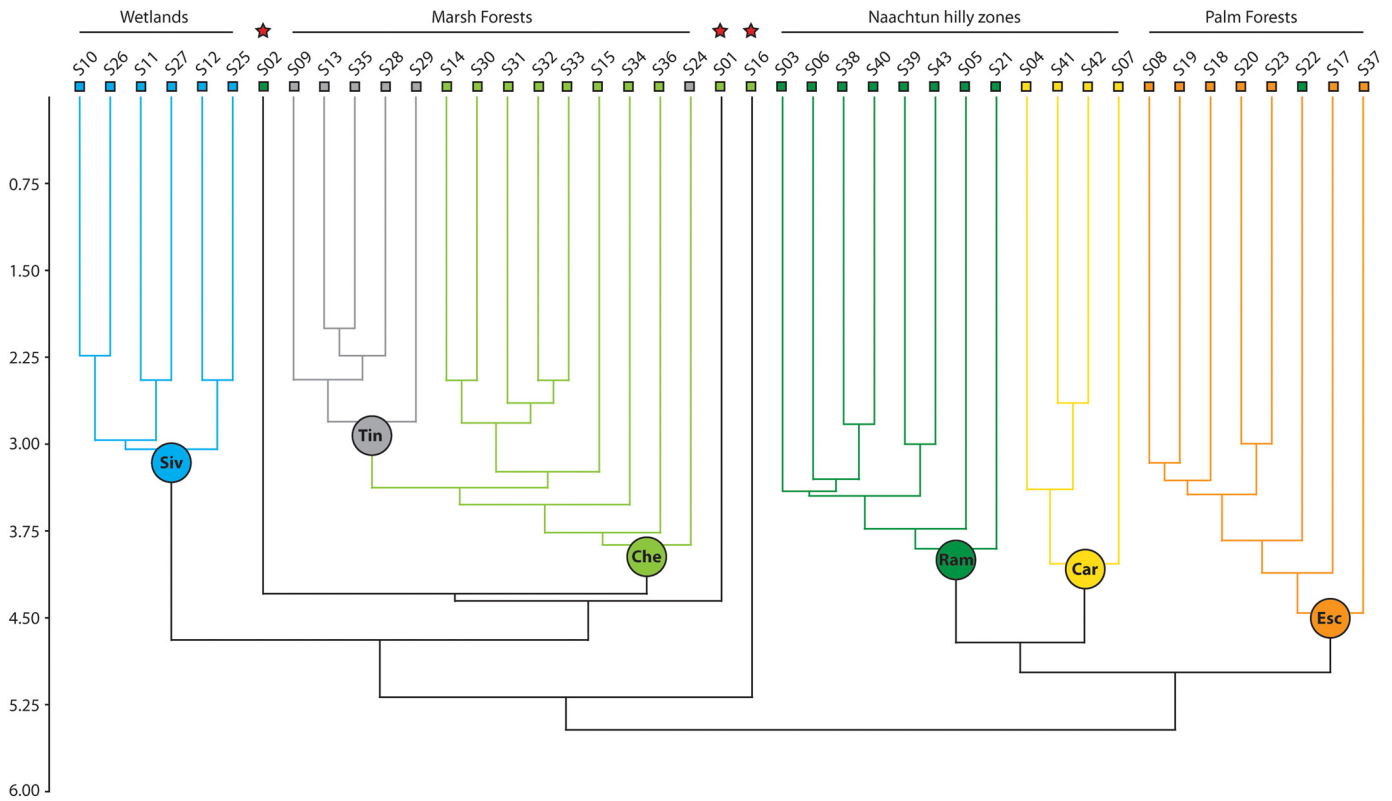 Wetlands Marsh Forests Naachtun hilly zones Palm Forests
S10 S26 S11 S27 S12 S25 S02 S09 S13 S35 S28 S29 S14 S30 S31 S32 S33 S15 S34 S36 S24 S01 S16 S03 S06 S38 S40 S39 S43 S05 S21 S04 S41 S42 S07 S08 S19 S18 S20 S23 S22 S17 S37
0.75
1.50
2.25
3.00
Tin
Siv
3.75
Che
Ram
Car
4.50
Esc
5.25
6.00